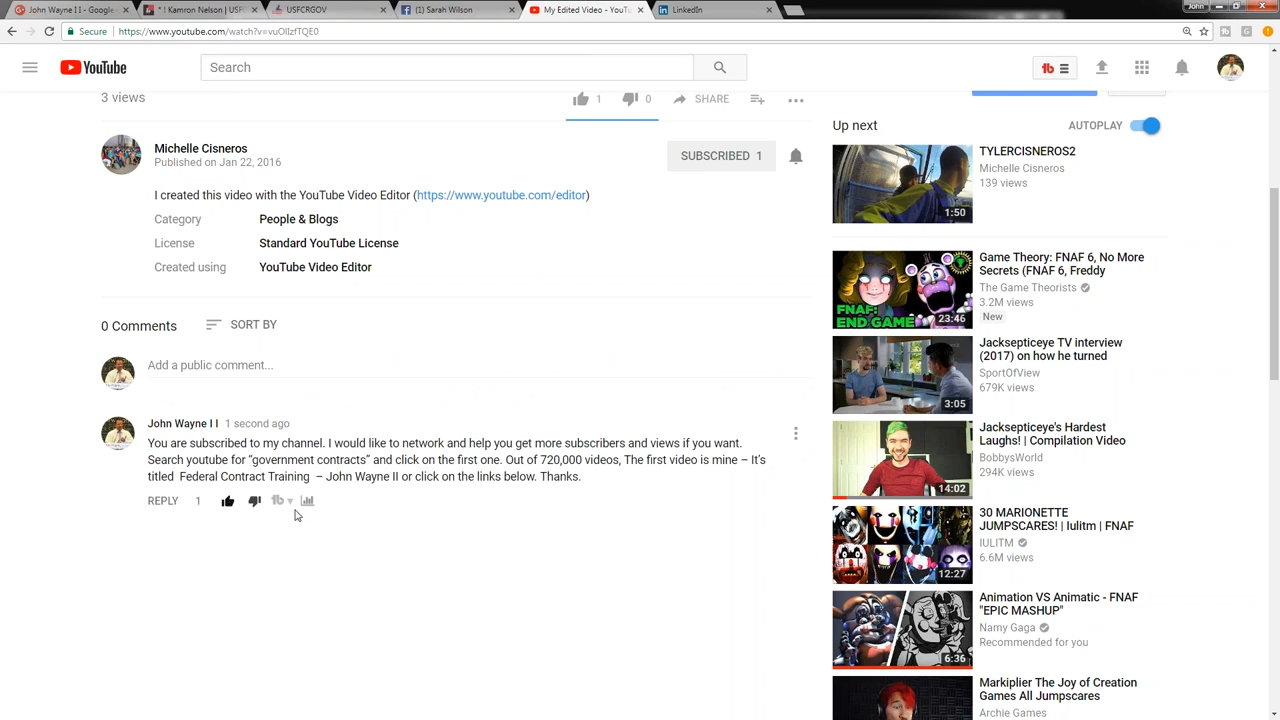 John Wayne I I - Google-
* | Kamron Nelson | USFC
USFCRGOV
(1) Sarah Wilson
My Edited Video - YouTu
LinkedIn
John
Secure
https://www.youtube.com/watch?v=
YouTube
Search
3 views
1
0
SHARE
Michelle Cisneros
Published on Jan 22, 2016
SUBSCRIBED 1
I created this video with the YouTube Video Editor (https://www.youtube.com/editor)
Category People & Blogs
License Standard YouTube License
Created using YouTube Video Editor
0 Comments
SORT BY
Add a public comment...
John Wayne I I 1 second ago
You are subscribed to my channel. I would like to network and help you get more subscribers and views if you want.
Search youtube for “government contracts” and click on the first one. Out of 720,000 videos, The first video is mine – It’s
titled Federal Contract Training – John Wayne II or click on the links below. Thanks.
REPLY 1
Up next
AUTOPLAY
TYLERCISNEROS2
Michelle Cisneros
139 views
1:50
Game Theory: FNAF 6, No More
Secrets (FNAF 6, Freddy
The Game Theorists
3.2M views
New
FNAF:
END GAME
23:46
Jacksepticeye TV interview
(2017) on how he turned
SportOfView
679K views
3:05
Jacksepticeye's Hardest
Laughs! | Compilation Video
BobbysWorld
294K views
14:02
30 MARIONETTE
JUMPSCARES! | Iulitm | FNAF
IULITM
6.6M views
12:27
Animation VS Animatic - FNAF
"EPIC MASHUP"
Namy Gaga
Recommended for you
6:36
Markiplier The Joy of Creation
Games All Jumpscares
Archie Games